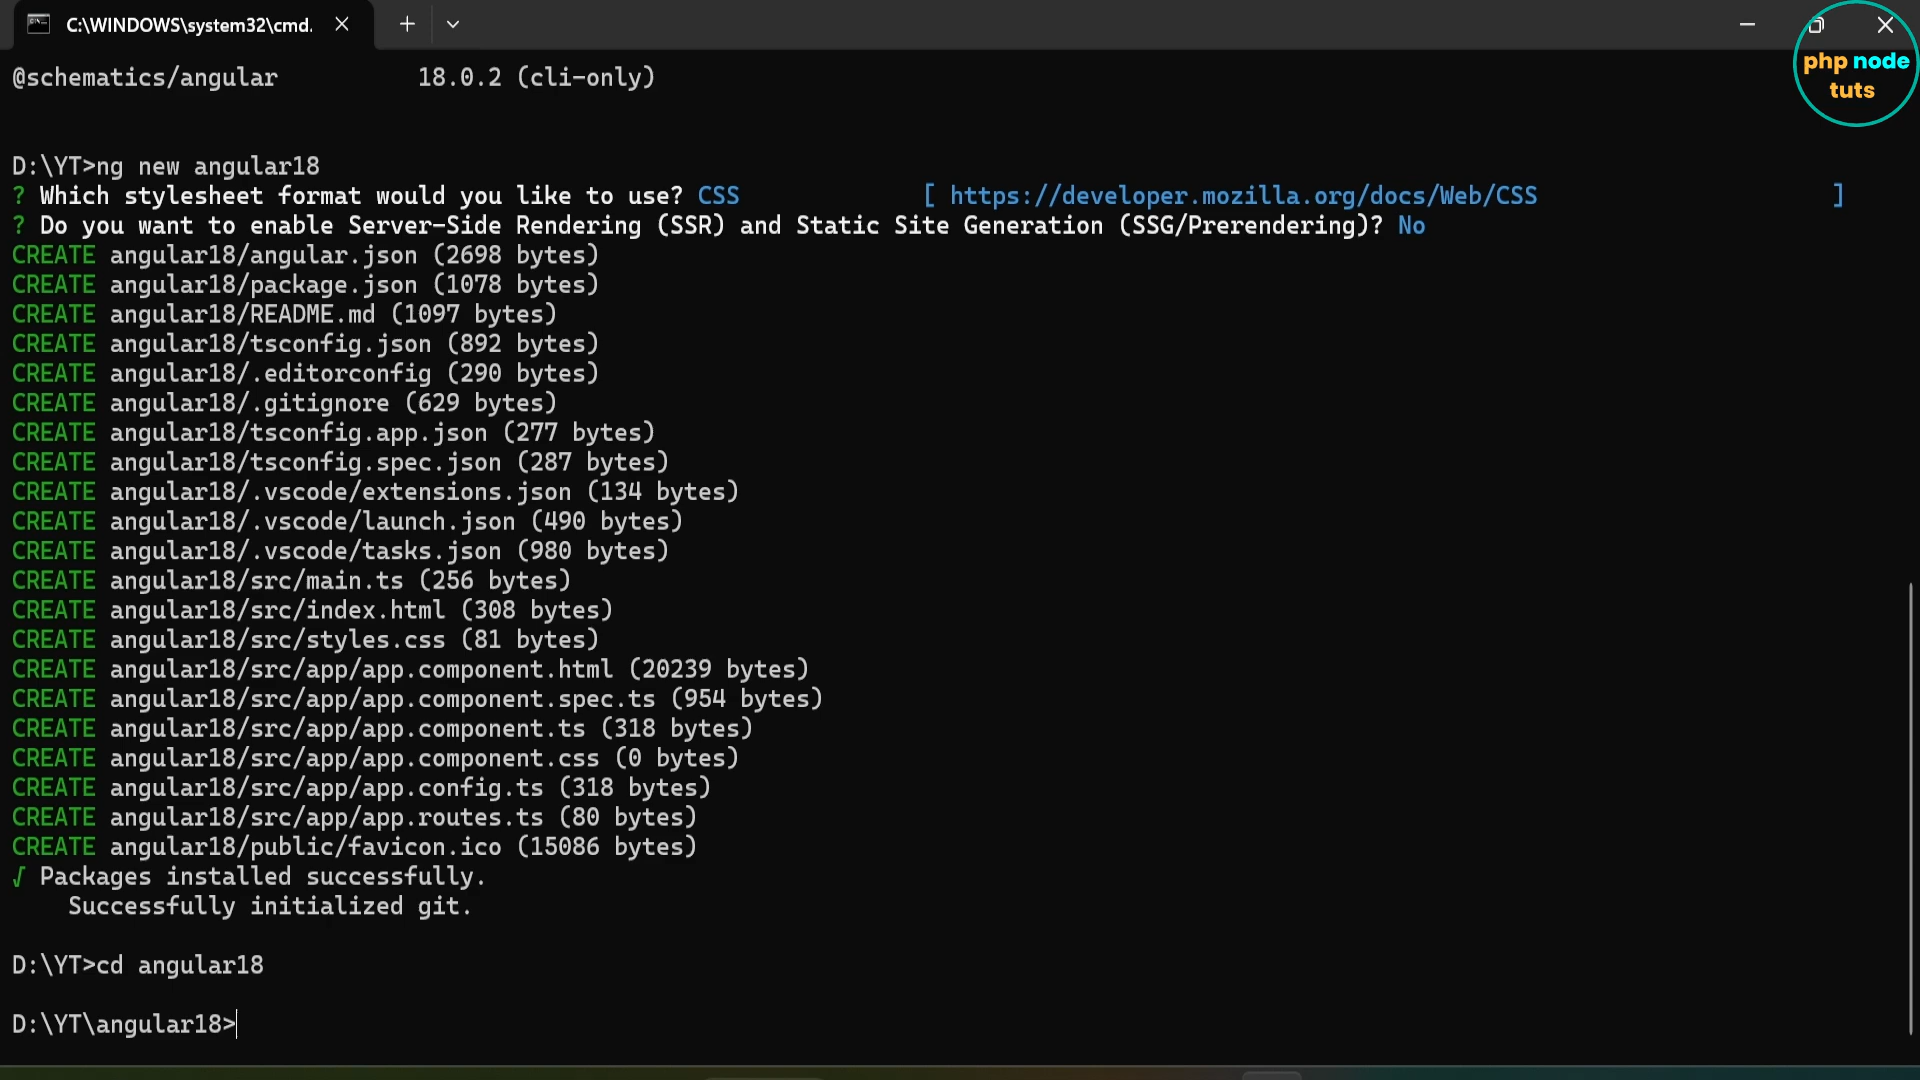 C:\WINDOWS\system32\cmd.
php node
tuts
@schematics/angular 18.0.2 (cli-only)
D:\YT>ng new angular18
? Which stylesheet format would you like to use? CSS [ https://developer.mozilla.org/docs/Web/CSS ]
? Do you want to enable Server-Side Rendering (SSR) and Static Site Generation (SSG/Prerendering)? No
CREATE angular18/angular.json (2698 bytes)
CREATE angular18/package.json (1078 bytes)
CREATE angular18/README.md (1097 bytes)
CREATE angular18/tsconfig.json (892 bytes)
CREATE angular18/.editorconfig (290 bytes)
CREATE angular18/.gitignore (629 bytes)
CREATE angular18/tsconfig.app.json (277 bytes)
CREATE angular18/tsconfig.spec.json (287 bytes)
CREATE angular18/.vscode/extensions.json (134 bytes)
CREATE angular18/.vscode/launch.json (490 bytes)
CREATE angular18/.vscode/tasks.json (980 bytes)
CREATE angular18/src/main.ts (256 bytes)
CREATE angular18/src/index.html (308 bytes)
CREATE angular18/src/styles.css (81 bytes)
CREATE angular18/src/app/app.component.html (20239 bytes)
CREATE angular18/src/app/app.component.spec.ts (954 bytes)
CREATE angular18/src/app/app.component.ts (318 bytes)
CREATE angular18/src/app/app.component.css (0 bytes)
CREATE angular18/src/app/app.config.ts (318 bytes)
CREATE angular18/src/app/app.routes.ts (80 bytes)
CREATE angular18/public/favicon.ico (15086 bytes)
√ Packages installed successfully.
Successfully initialized git.
D:\YT>cd angular18
D:\YT\angular18>